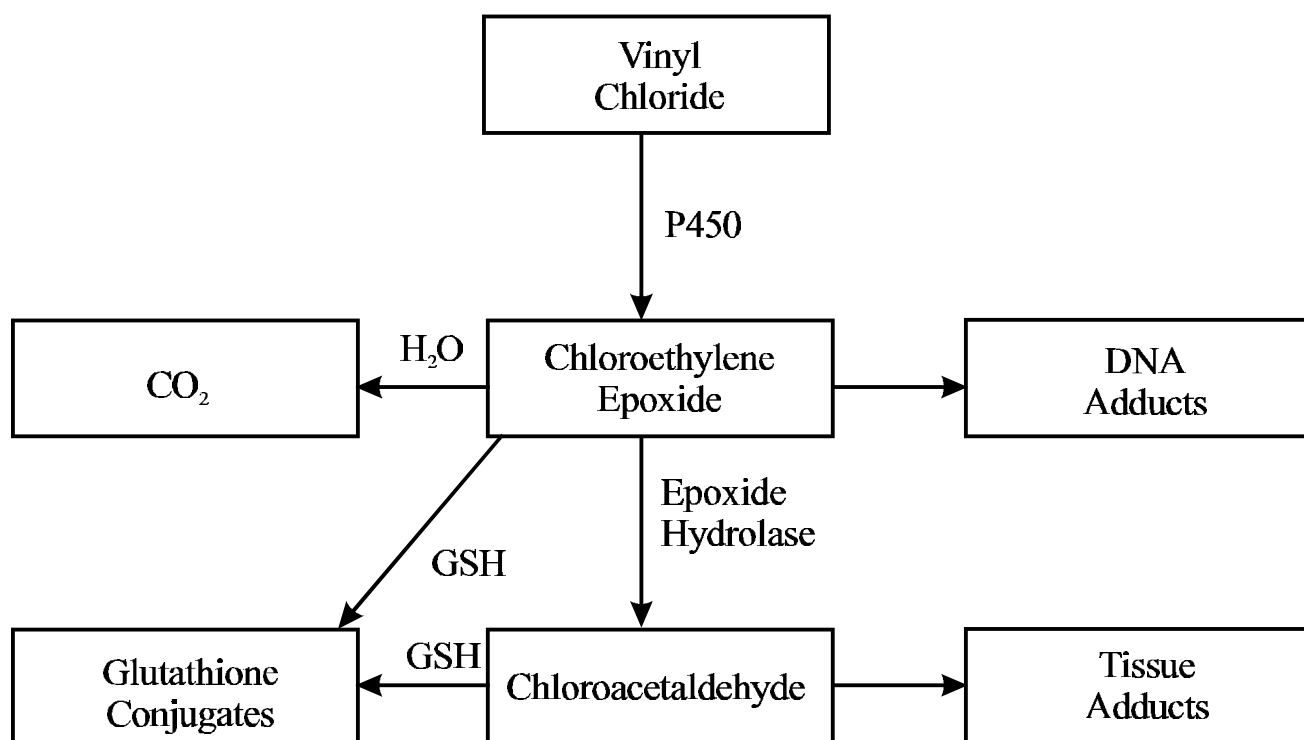 Vinyl
Chloride
P450
H₂O
CO₂
Chloroethylene
Epoxide
DNA
Adducts
Epoxide
Hydrolase
GSH
GSH
Glutathione
Conjugates
Chloroacetaldehyde
Tissue
Adducts